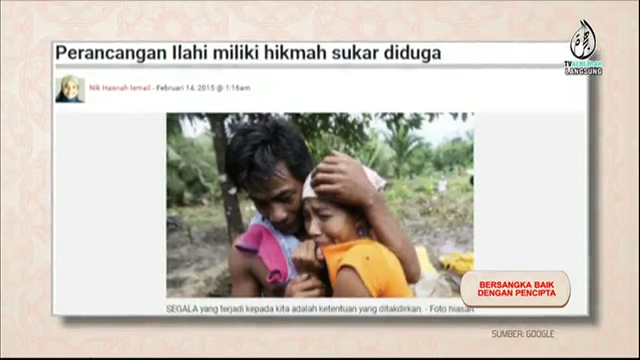 Perancangan Ilahi miliki hikmah sukar diduga
Nik Hasnah Ismail - Februari 14, 2015 @ 1:16am
TV ALHIJRAH
LANGSUNG
SEGALA yang terjadi kepada kita adalah ketentuan yang ditakdirkan. - Foto hiasan
BERSANGKA BAIK
DENGAN PENCIPTA
SUMBER: GOOGLE